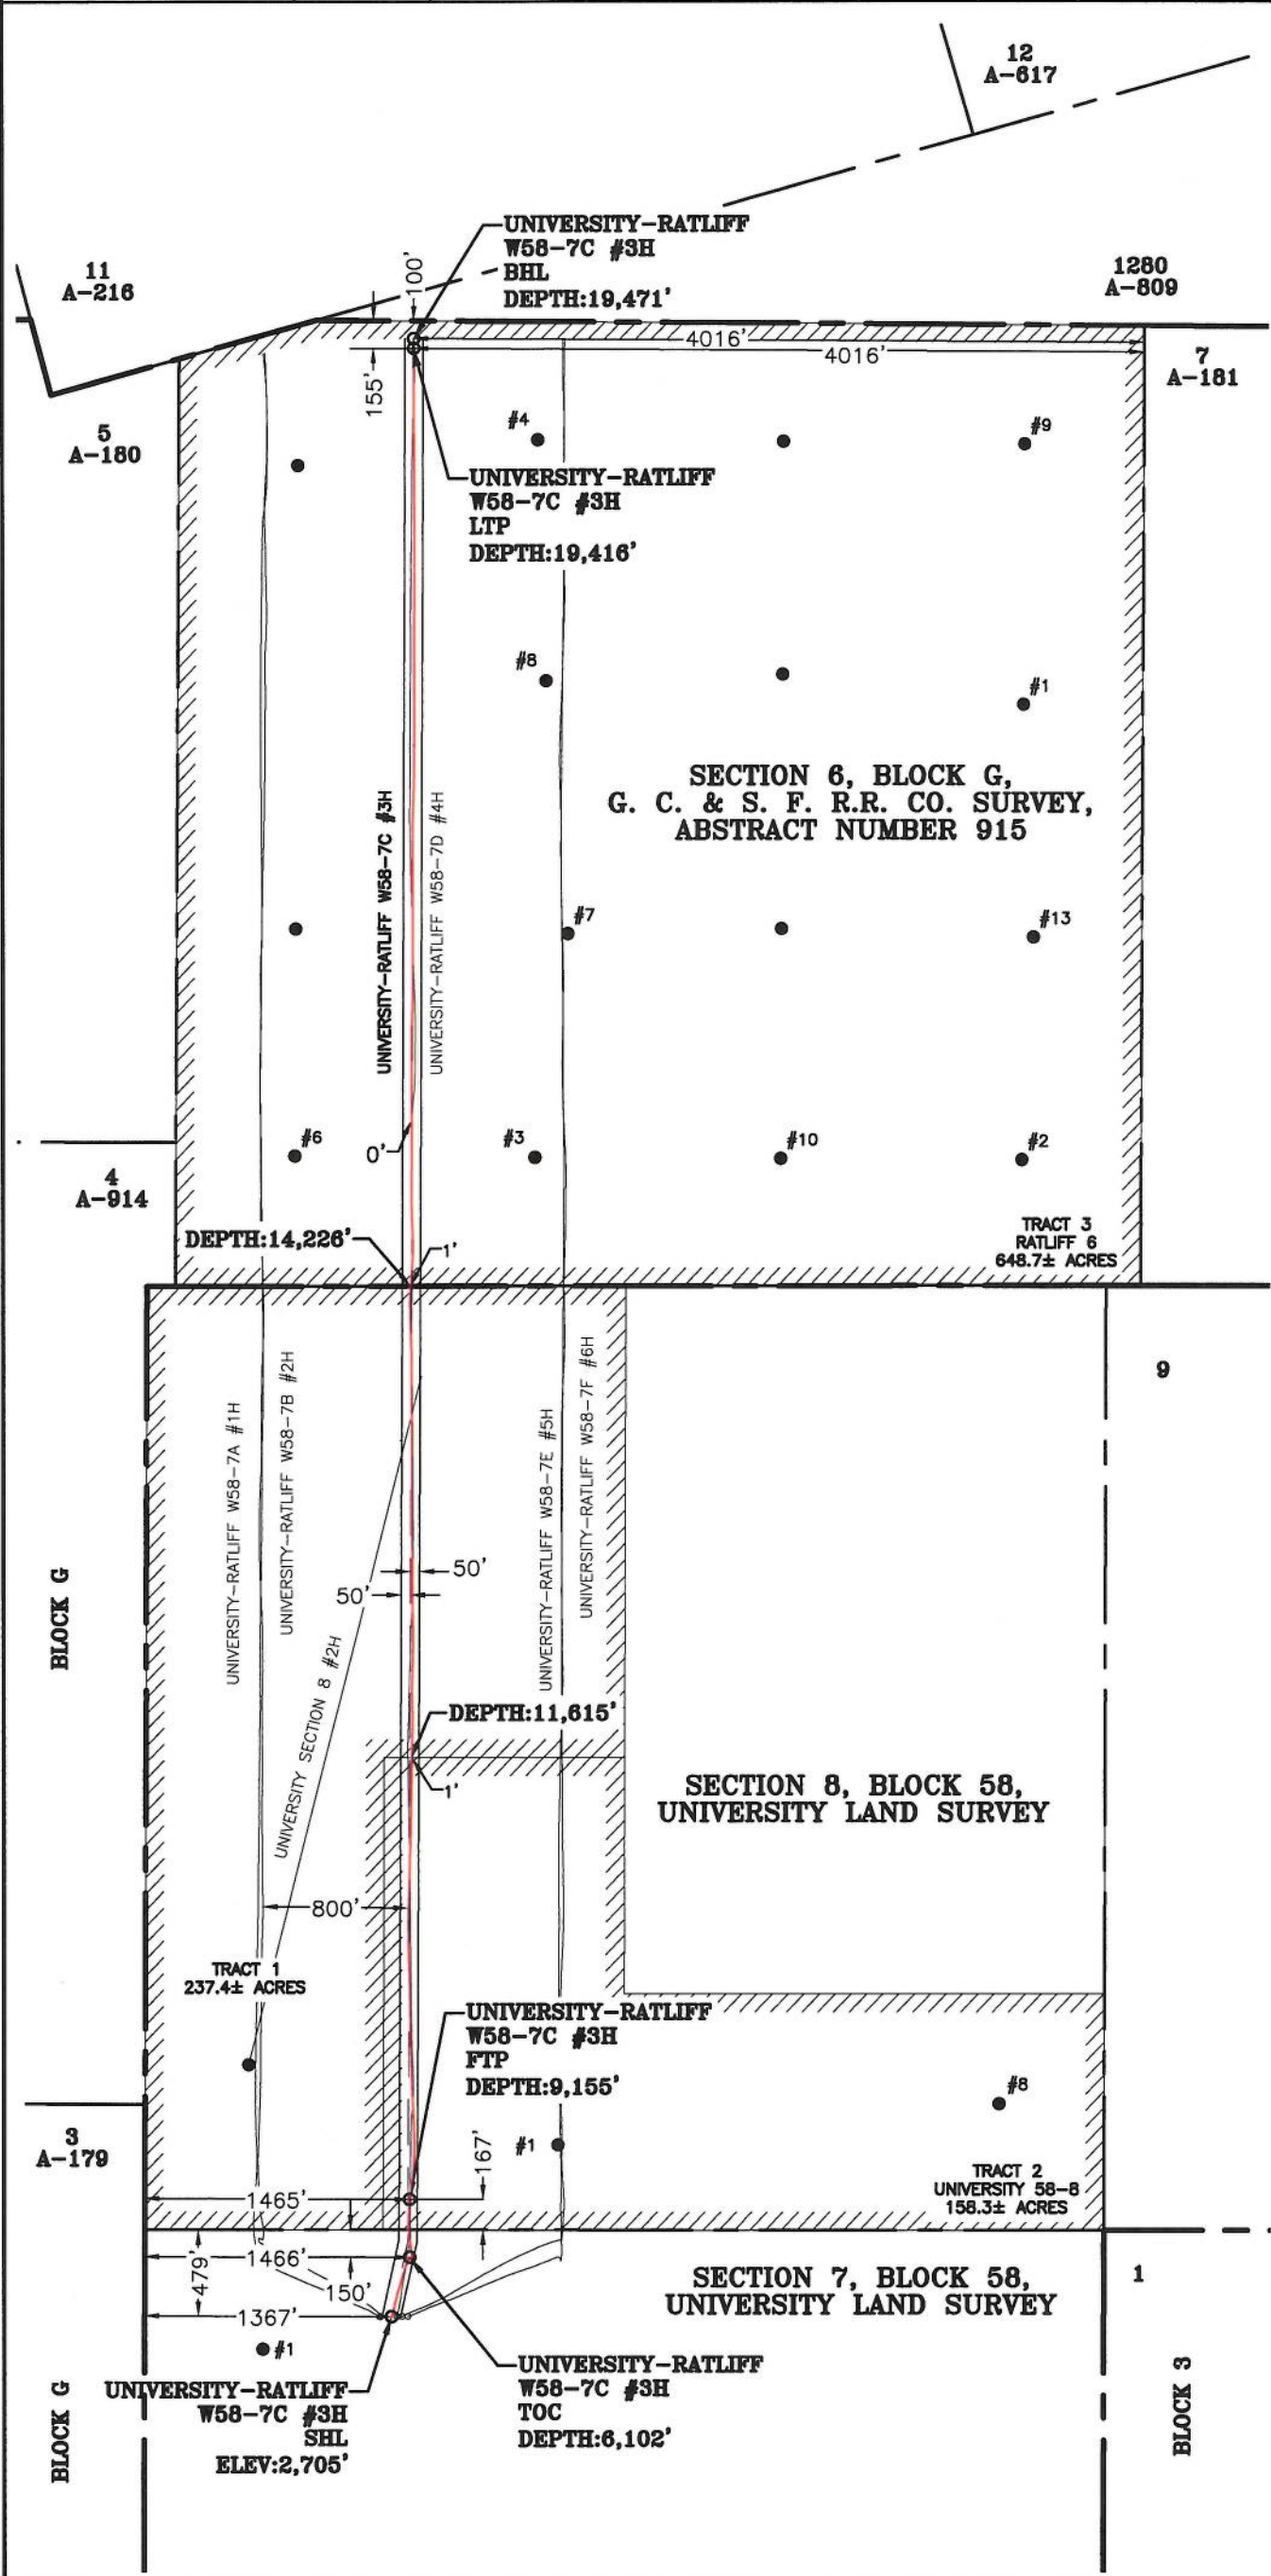 12
A-617
UNIVERSITY-RATLIFF
W58-7C #3H
BHL
DEPTH:19,471'
100'
11
A-216
1280
A-809
4016'
4016'
7
A-181
155'
5
A-180
#4
#9
UNIVERSITY-RATLIFF
W58-7C #3H
LTP
DEPTH:19,416'
#8
#1
SECTION 6, BLOCK G,
G. C. & S. F. R.R. CO. SURVEY,
ABSTRACT NUMBER 915
UNIVERSITY-RATLIFF W58-7C #3H
UNIVERSITY-RATLIFF W58-7D #4H
#7
#13
#6
0'
#3
#10
#2
4
A-914
TRACT 3
RATLIFF 6
648.7± ACRES
DEPTH:14,226'
1'
9
UNIVERSITY-RATLIFF W58-7A #1H
UNIVERSITY-RATLIFF W58-7B #2H
UNIVERSITY-RATLIFF W58-7E #5H
UNIVERSITY-RATLIFF W58-7F #6H
BLOCK G
50'
50'
UNIVERSITY SECTION 8 #2H
DEPTH:11,615'
1'
SECTION 8, BLOCK 58,
UNIVERSITY LAND SURVEY
800'
TRACT 1
237.4± ACRES
UNIVERSITY-RATLIFF
W58-7C #3H
FTP
DEPTH:9,155'
#8
3
A-179
167'
#1
TRACT 2
UNIVERSITY 58-8
158.3± ACRES
1465'
479'
1466'
150'
1367'
SECTION 7, BLOCK 58,
UNIVERSITY LAND SURVEY
1
#1
UNIVERSITY-RATLIFF
W58-7C #3H
SHL
ELEV:2,705'
UNIVERSITY-RATLIFF
W58-7C #3H
TOC
DEPTH:6,102'
BLOCK G
BLOCK 3